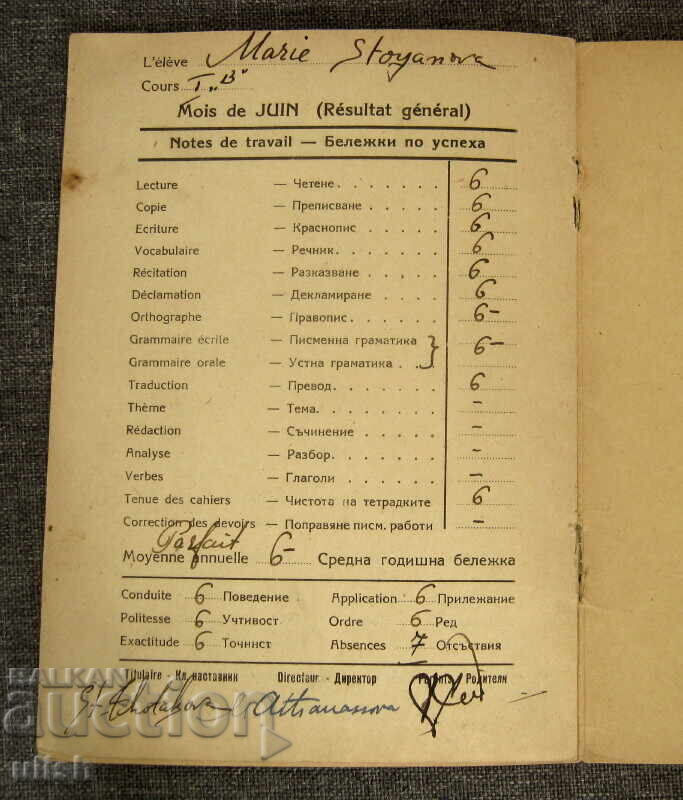 L'élève Marie Stoyanova
Cours I "B"
Mois de JUIN (Résultat général)
Notes de travail — Бележки по успеха
Lecture — Четене. . . . . . 6
Copie — Преписване . . . . 6
Ecriture — Краснопис . . . . 6
Vocabulaire — Речник. . . . . . 6
Récitation — Разказване . . . . 6
Déclamation — Декламиране . . . 6
Orthographe — Правопис. . . . . 6-
Grammaire écrite — Писменна граматика } 6-
Grammaire orale — Устна граматика . .
Traduction — Превод. . . . . . 6
Thème — Тема. . . . . . . -
Rédaction — Съчинение . . . . -
Analyse — Разбор. . . . . . -
Verbes — Глаголи . . . . . -
Tenue des cahiers — Чистота на тетрадките 6
Correction des devoirs — Поправяне писм. работи -
Parfait
Moyenne annuelle 6- Средна годишна бележка
Conduite 6 Поведение Application 6 Прилежание
Politesse 6 Учтивост Ordre 6 Ред
Exactitude 6 Точнност Absences 7 Отсъствия
Titulaire - Кл. наставник Directeur - Директор Parents - Родители
Athanassova
BALKAN
auction
ulish